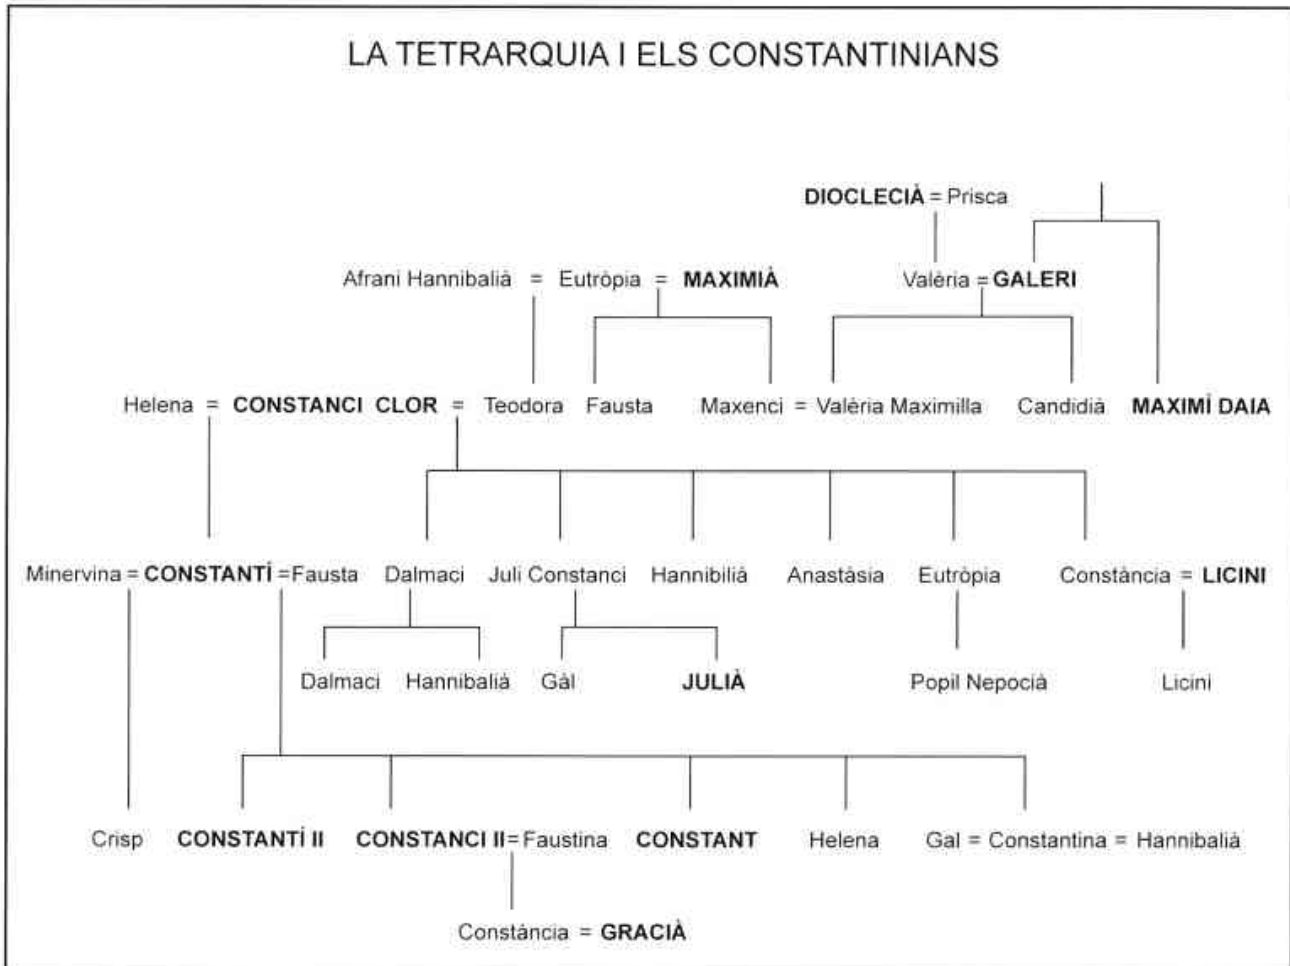 LA TETRARQUIA I ELS CONSTANTINIANS
DIOCLECIÀ = Prisca
Afrani Hannibalià = Eutròpia = MAXIMIÀ Valèria = GALERI
Helena = CONSTANCI CLOR = Teodora Fausta Maxenci = Valèria Maximilla Candidià MAXIMÍ DAIA
Minervina = CONSTANTÍ =Fausta Dalmaci Juli Constanci Hannibilià Anastàsia Eutròpia Constància = LICINI
Dalmaci Hannibalià Gàl JULIÀ Popil Nepocià Licini
Crisp CONSTANTÍ II CONSTANCI II= Faustina CONSTANT Helena Gal = Constantina = Hannibalià
Constància = GRACIÀ